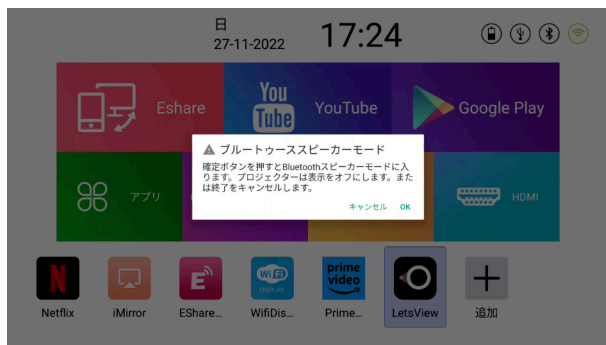 日
27-11-2022
17:24
Eshare
You
Tube
YouTube
Google Play
⚠ ブルートゥーススピーカーモード
確定ボタンを押すとBluetoothスピーカーモードに入
ります。プロジェクターは表示をオフにします。また
は終了をキャンセルします。
キャンセル OK
アプリ
HDMI
N
E
WiFi
DISPLAY
prime
video
Netflix
iMirror
EShare...
WifiDis...
Prime...
LetsView
追加